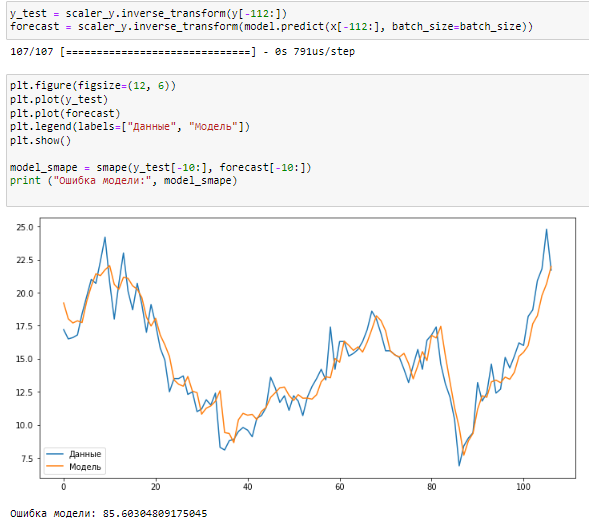 y_test = scaler_y.inverse_transform(y[-112:])
forecast = scaler_y.inverse_transform(model.predict(x[-112:], batch_size=batch_size))
107/107 [==============================] - 0s 791us/step
plt.figure(figsize=(12, 6))
plt.plot(y_test)
plt.plot(forecast)
plt.legend(labels=["Данные", "Модель"])
plt.show()
model_smape = smape(y_test[-10:], forecast[-10:])
print ("Ошибка модели:", model_smape)
25.0
22.5
20.0
17.5
15.0
12.5
10.0
7.5
Данные
Модель
0 20 40 60 80 100
Ошибка модели: 85.60304809175045